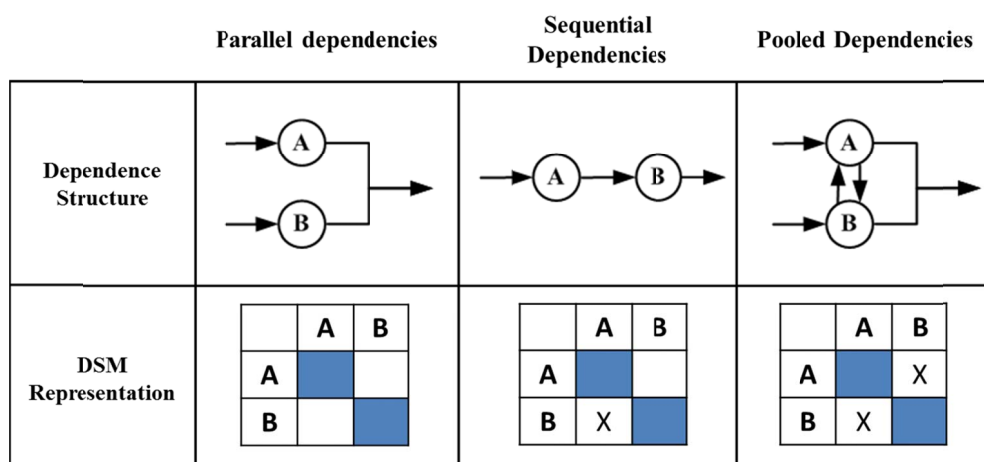 Parallel dependencies
Sequential
Dependencies
Pooled Dependencies
Dependence
Structure
A
B
A B
A
B
DSM
Representation
A B
A
B
A B
A
B X
A B
A X
B X